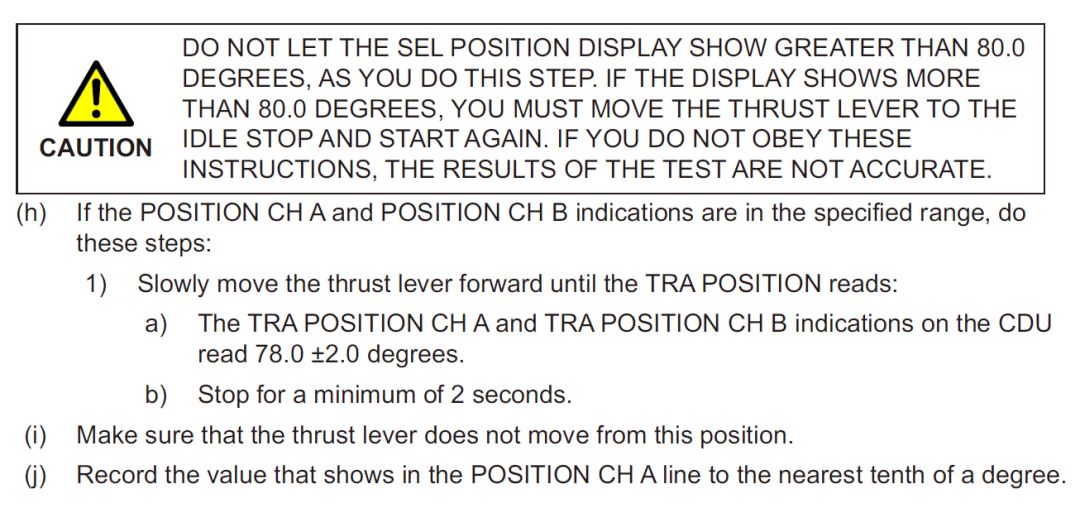 DO NOT LET THE SEL POSITION DISPLAY SHOW GREATER THAN 80.0
DEGREES, AS YOU DO THIS STEP. IF THE DISPLAY SHOWS MORE
THAN 80.0 DEGREES, YOU MUST MOVE THE THRUST LEVER TO THE
IDLE STOP AND START AGAIN. IF YOU DO NOT OBEY THESE
INSTRUCTIONS, THE RESULTS OF THE TEST ARE NOT ACCURATE.
CAUTION
(h) If the POSITION CH A and POSITION CH B indications are in the specified range, do
these steps:
1) Slowly move the thrust lever forward until the TRA POSITION reads:
a) The TRA POSITION CH A and TRA POSITION CH B indications on the CDU
read 78.0 ±2.0 degrees.
b) Stop for a minimum of 2 seconds.
(i) Make sure that the thrust lever does not move from this position.
(j) Record the value that shows in the POSITION CH A line to the nearest tenth of a degree.